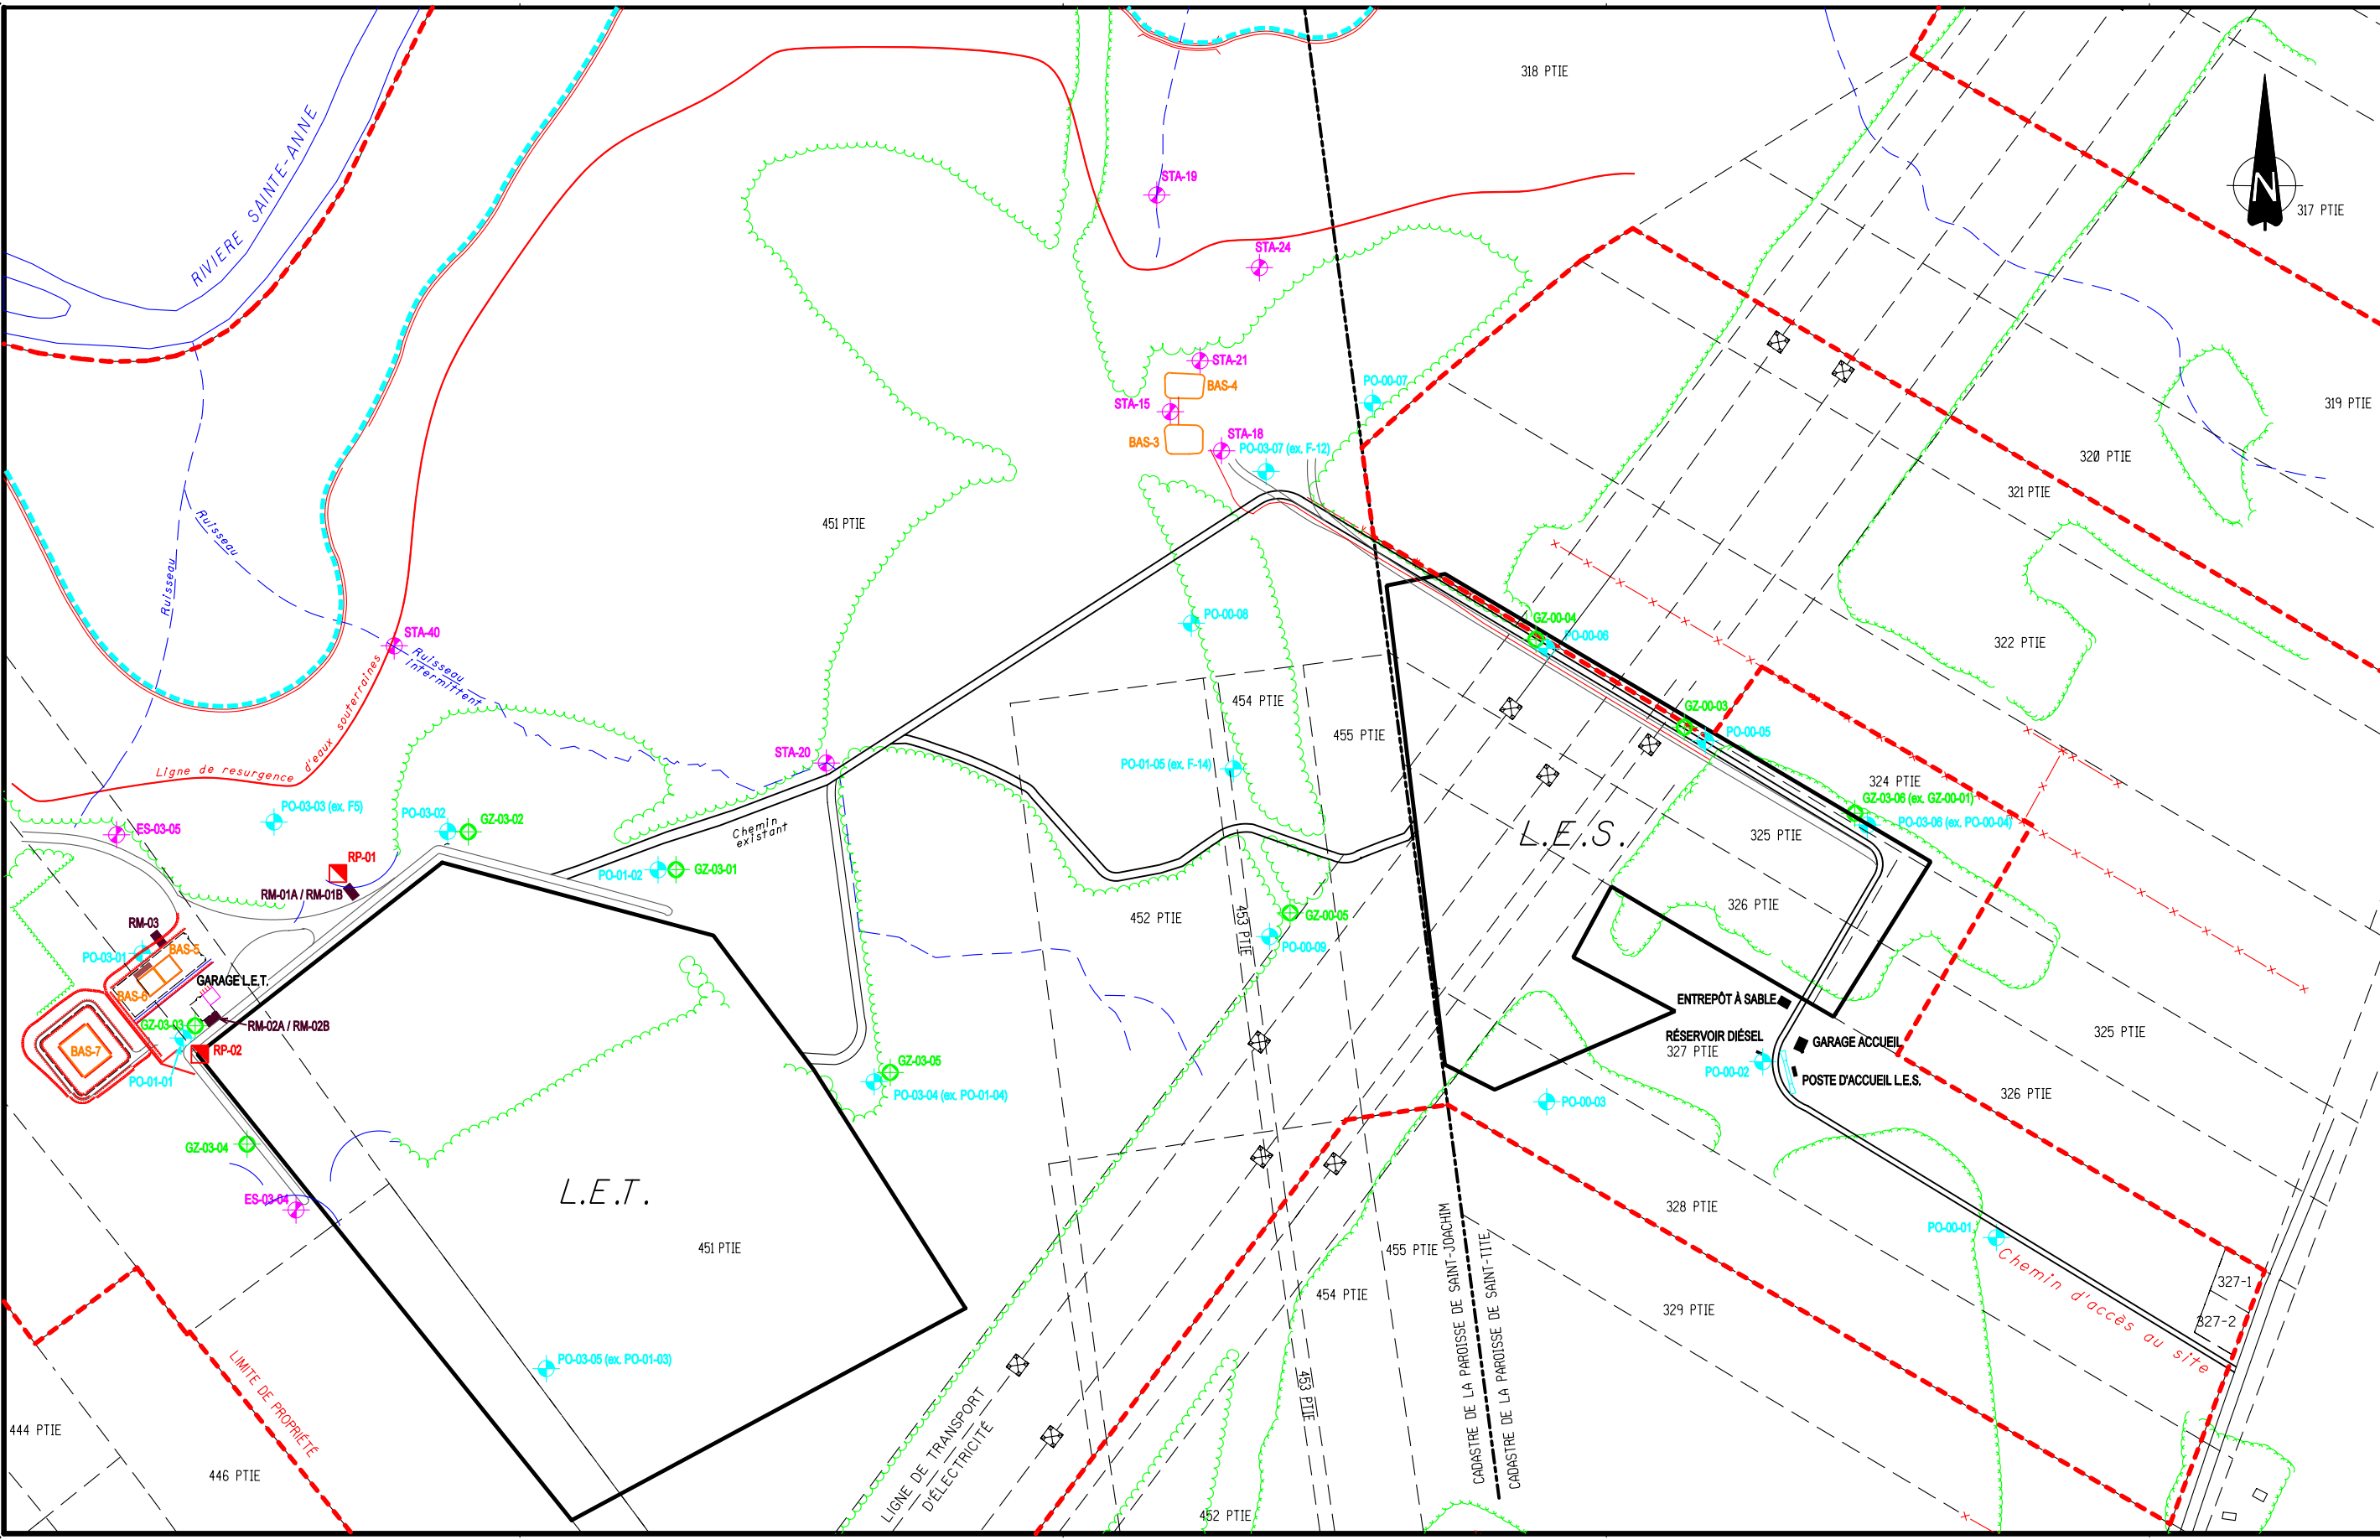 318 PTIE
RIVIERE SAINTE-ANNE
STA-19
N
317 PTIE
STA-24
STA-21
BAS-4
PO-00-07
STA-15
319 PTIE
BAS-3
STA-18
PO-03-07 (ex. F-12)
320 PTIE
321 PTIE
451 PTIE
Ruisseau
Ruisseau
STA-40
Ruisseau
Intermittent
PO-00-08
GZ-00-04
PO-00-06
322 PTIE
454 PTIE
GZ-00-03
PO-00-05
455 PTIE
STA-20
PO-01-05 (ex. F-14)
Ligne de resurgence d'eaux souterraines
324 PTIE
GZ-03-06 (ex. GZ-00-01)
PO-03-03 (ex. F5)
PO-03-02
GZ-03-02
Chemin
existant
L.E.S.
325 PTIE
PO-03-06 (ex. PO-00-04)
ES-03-05
RP-01
PO-01-02
GZ-03-01
RM-01A / RM-01B
452 PTIE
453 PTIE
GZ-00-05
326 PTIE
RM-03
PO-03-01
BAS-5
PO-00-09
GARAGE L.E.T.
BAS-6
ENTREPÔT À SABLE
GZ-03-03
RM-02A / RM-02B
325 PTIE
RÉSERVOIR DIÉSEL
GARAGE ACCUEIL
BAS-7
RP-02
327 PTIE
PO-00-02
PO-01-01
GZ-03-05
POSTE D'ACCUEIL L.E.S.
PO-03-04 (ex. PO-01-04)
PO-00-03
326 PTIE
GZ-03-04
L.E.T.
ES-03-04
328 PTIE
PO-00-01
451 PTIE
455 PTIE
CADASTRE DE LA PAROISSE DE SAINT-JOACHIM
CADASTRE DE LA PAROISSE DE SAINT-TITE
Chemin d'accès au site
327-1
454 PTIE
329 PTIE
327-2
LIMITE DE PROPRIÉTÉ
PO-03-05 (ex. PO-01-03)
453 PTIE
LIGNE DE TRANSPORT
D'ÉLECTRICITÉ
444 PTIE
446 PTIE
452 PTIE